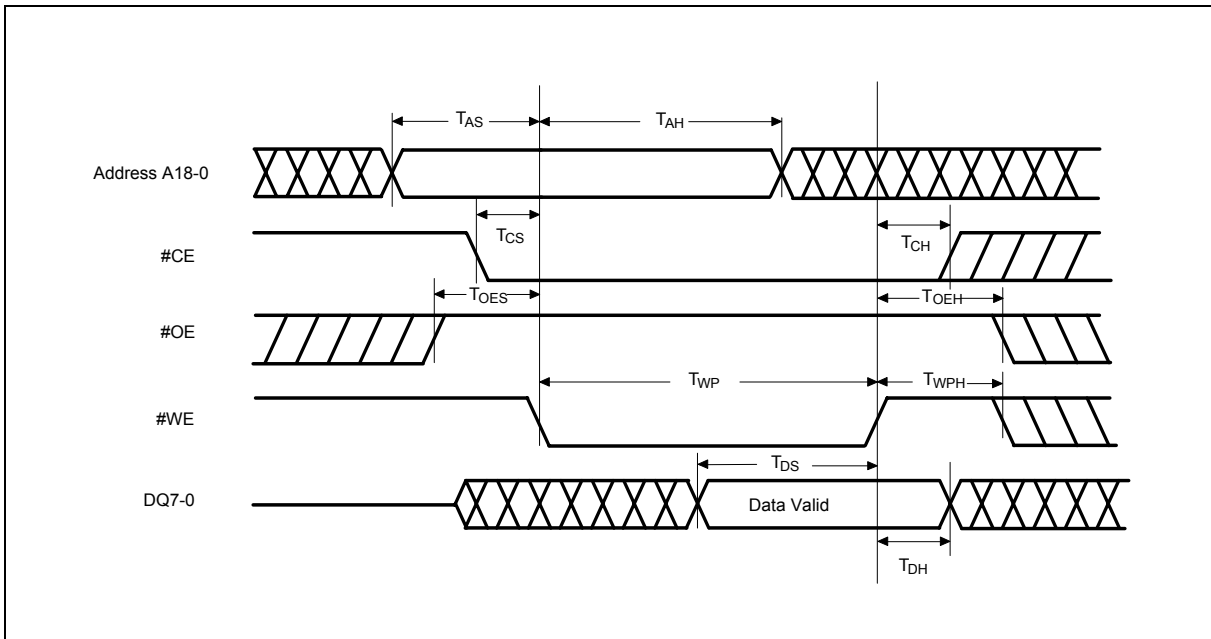 TAS
TAH
Address A18-0
TCS
TCH
#CE
TOES
TOEH
#OE
TWP
TWPH
#WE
TDS
DQ7-0
Data Valid
TDH